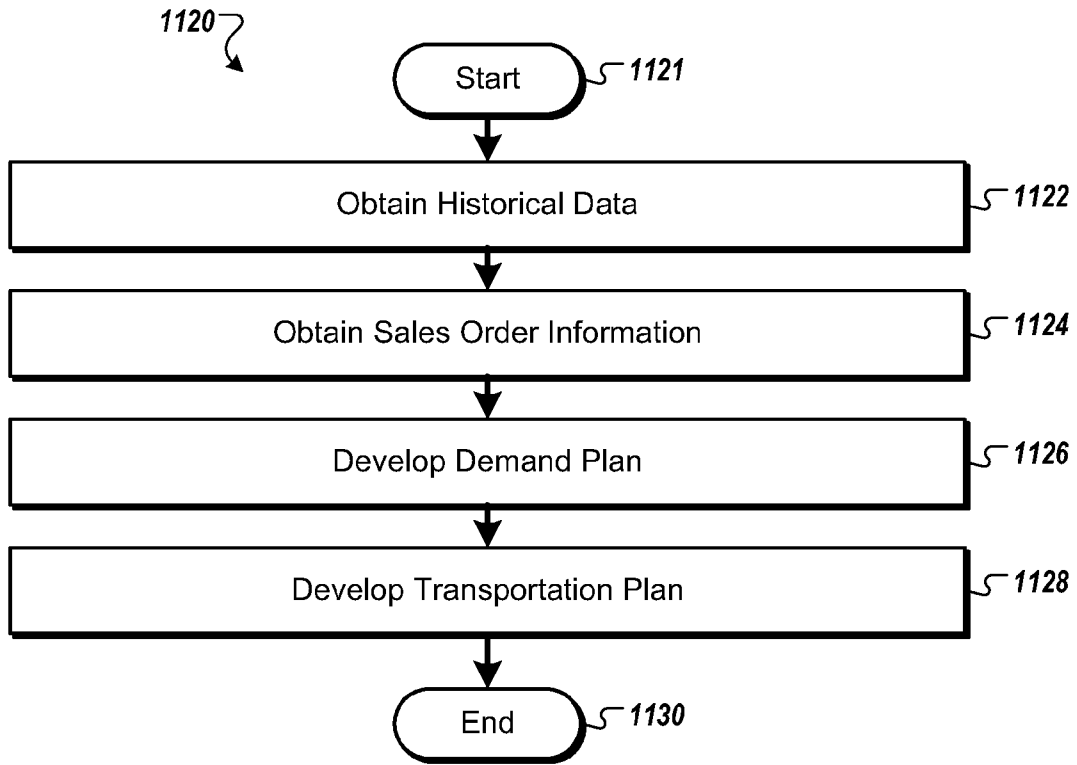 1120
Start
1121
Obtain Historical Data
1122
Obtain Sales Order Information
1124
Develop Demand Plan
1126
Develop Transportation Plan
1128
End
1130